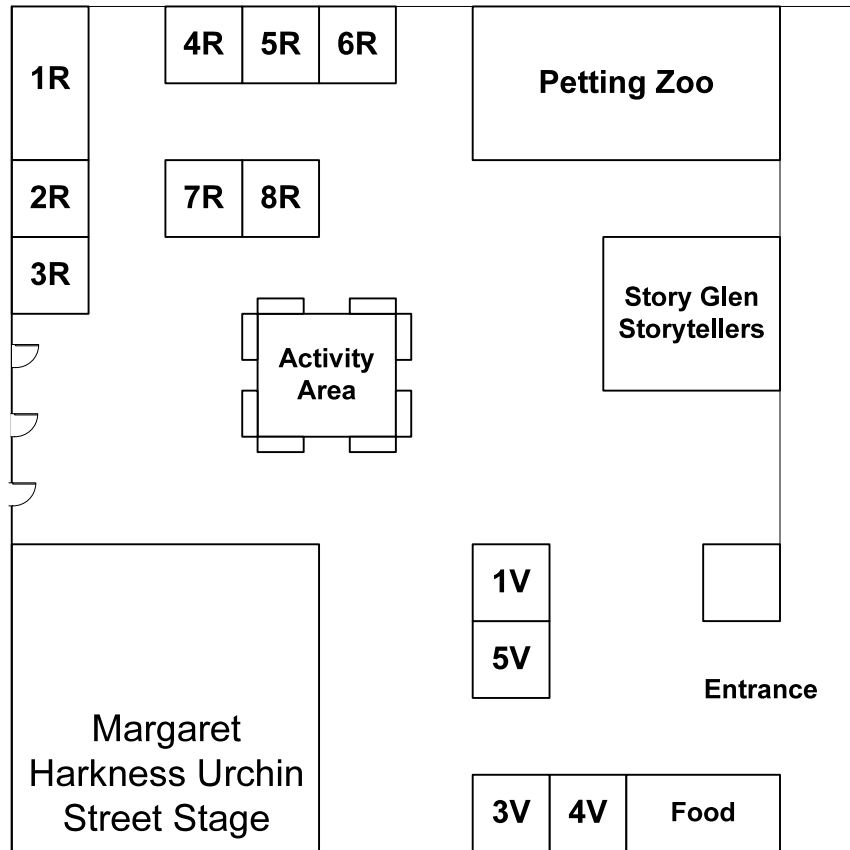 1R
4R
5R
6R
Petting Zoo
2R
7R
8R
3R
Story Glen
Storytellers
Activity
Area
1V
5V
Entrance
Margaret
Harkness Urchin
Street Stage
3V
4V
Food